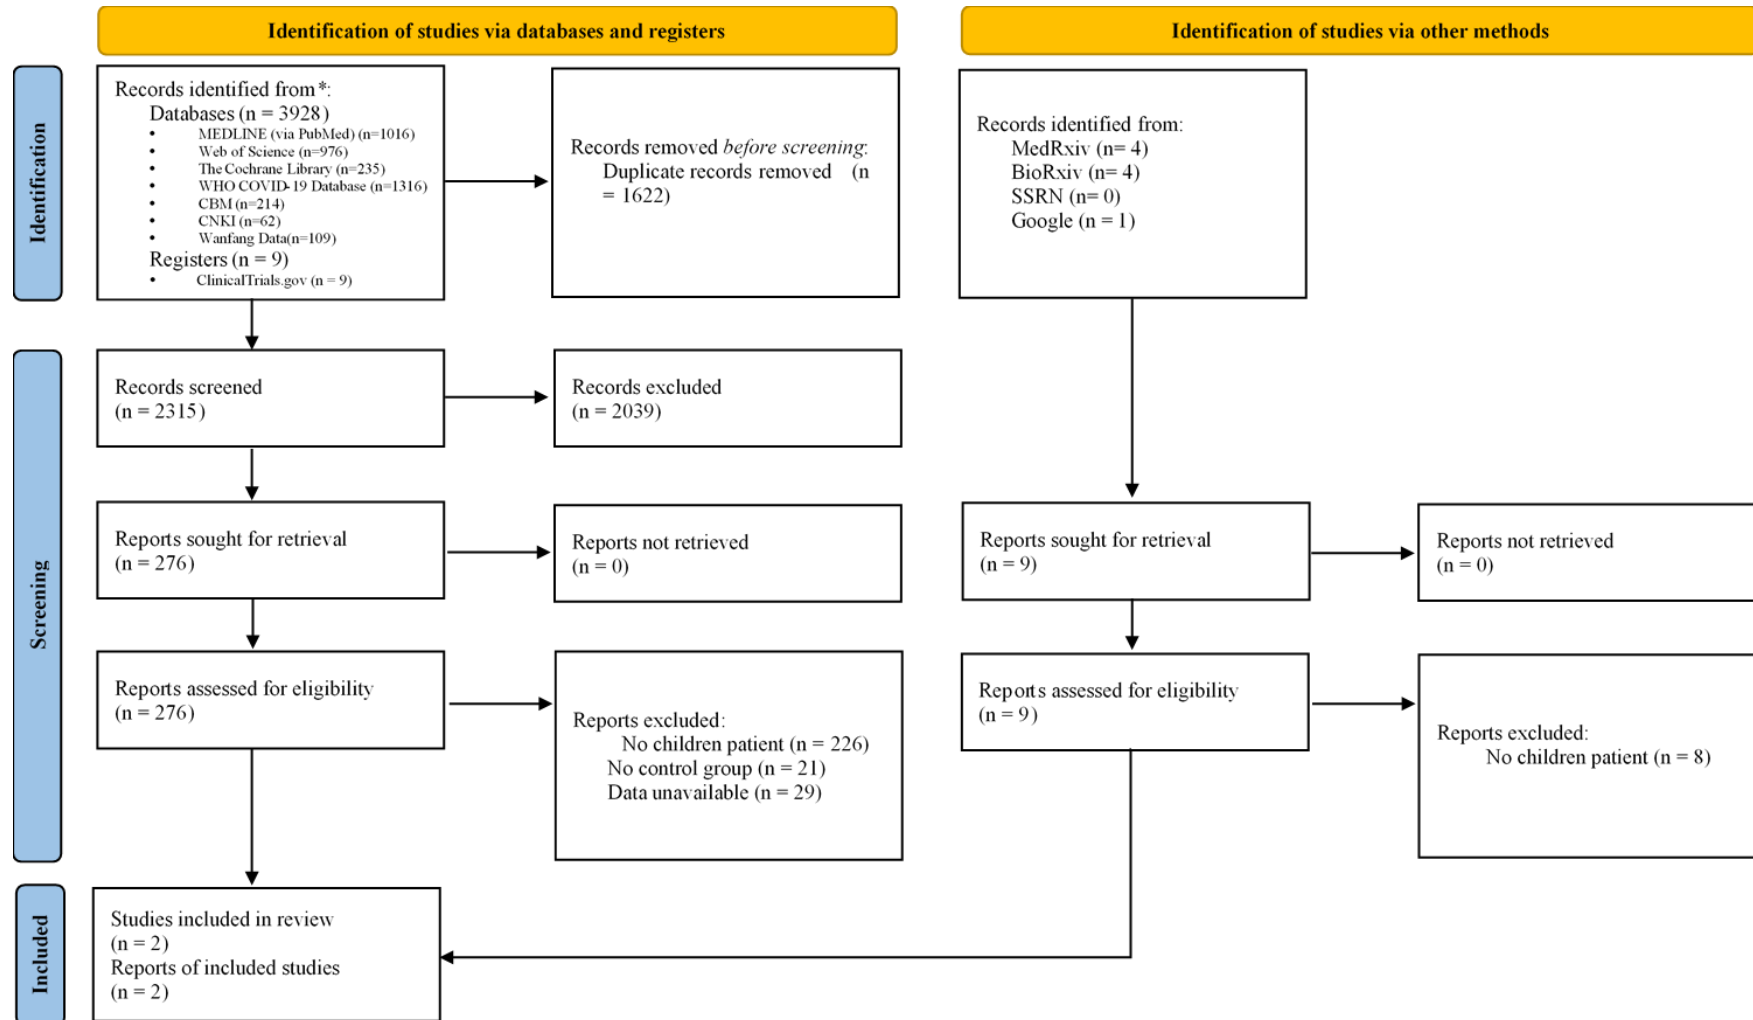 Identification of studies via databases and registers
Identification of studies via other methods
Identification
Records identified from*:
Databases (n = 3928)
• MEDLINE (via PubMed) (n=1016)
• Web of Science (n=976)
• The Cochrane Library (n=235)
• WHO COVID-19 Database (n=1316)
• CBM (n=214)
• CNKI (n=62)
• Wanfang Data(n=109)
Registers (n = 9)
• ClinicalTrials.gov (n = 9)
Records removed before screening:
Duplicate records removed (n
= 1622)
Records identified from:
MedRxiv (n= 4)
BioRxiv (n= 4)
SSRN (n= 0)
Google (n = 1)
Screening
Records screened
(n = 2315)
Records excluded
(n = 2039)
Reports sought for retrieval
(n = 276)
Reports not retrieved
(n = 0)
Reports sought for retrieval
(n = 9)
Reports not retrieved
(n = 0)
Reports assessed for eligibility
(n = 276)
Reports excluded:
No children patient (n = 226)
No control group (n = 21)
Data unavailable (n = 29)
Reports assessed for eligibility
(n = 9)
Reports excluded:
No children patient (n = 8)
Included
Studies included in review
(n = 2)
Reports of included studies
(n = 2)